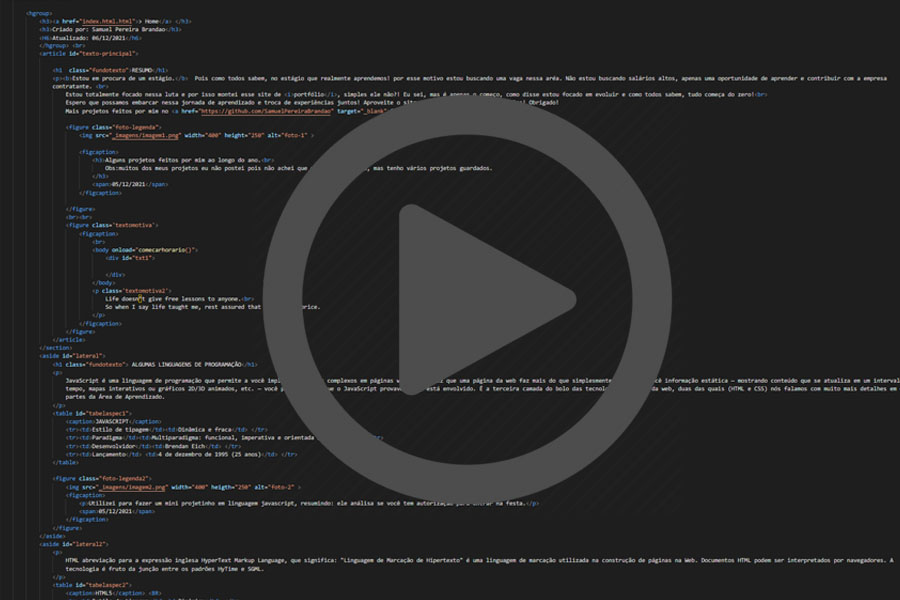 <hgroup>
<h3><a href="index.html.html"> Home</a> </h3>
<h3>Criado por: Samuel Pereira Brandao</h3>
<H6>Atualizado: 06/12/2021</h6>
</hgroup> <br>
<article id="texto-principal">
<h1 class="fundotexto">RESUMO</h1>
<p><b>Estou em procura de um estágio.</b> Pois como todos sabem, no estágio que realmente aprendemos! por esse motivo estou buscando uma vaga nessa aréa. Não estou buscando salários altos, apenas uma oportunidade de aprender e contribuir com a empresa
contratante. <br>
Estou totalmente focado nessa luta e por isso montei esse site de <i>portfólio</i>, simples ele não?! Eu sei, mas é apenas o começo, como disse estou focado em evoluir e como todos sabem, tudo começa do zero!<br>
Espero que possamos embarcar nessa jornada de aprendizado e troca de experiências juntos! Aproveite o Obrigado!
Mais projetos feitos por mim no <a href="https://github.com/SamuelPereiraBrandao" target="_blank"
<figure class="foto-legenda">
<img src="_imagens/imagem1.png" width="400" height="250" alt="foto-1" >
<figcaption>
<h3>Alguns projetos feitos por mim ao longo do ano.<br>
Obs:muitos dos meus projetos eu não postei pois não achei que mas tenho vários projetos guardados.
</h3>
<span>05/12/2021</span>
</figcaption>
</figure>
<br><br>
<figure class="textomotiva">
<figcaption>
<br>
<body onload="comecarhorario()">
<div id="txt1">
</div>
</body>
<p class="textomotiva2">
Life doesn't give free lessons to anyone.<br>
So when I say life taught me, rest assured that
</p>
</figcaption>
</figure>
</article>
</section>
<aside id="lateral">
<h1 class="fundotexto"> ALGUMAS LINGUAGENS DE PROGRAMAÇÃO</h1>
<p>
JavaScript é uma linguagem de programação que permite a você complexos em páginas que uma página da web faz mais do que simplesmente informação estática – mostrando conteúdo que se atualiza em um interval
tempo, mapas interativos ou gráficos 2D/3D animados, etc. – você o JavaScript está envolvido. É a terceira camada do bolo das da web, duas das quais (HTML e CSS) nós falamos com muito mais detalhes em
partes da Área de Aprendizado.
</p>
<table id="tabelaspec1">
<caption>JAVASCRIPT</caption>
<tr><td>Estilo de tipagem</td><td>Dinâmica e fraca</td> </tr>
<tr><td>Paradigma</td><td>Multiparadigma: funcional, imperativa e orientada
<tr><td>Desenvolvedor</td><td>Brendan Eich</td> </tr>
<tr><td>Lançamento</td> <td>4 de dezembro de 1995 (25 anos)</td> </tr>
</table>
<figure class="foto-legenda2">
<img src="_imagens/imagem2.png" width="400" heigth="250" alt="foto-2" >
<figcaption>
<p>Utilizei para fazer um mini projetinho em linguagem javascript, resumindo: ele análisa se você tem na festa.</p>
<span>05/12/2021</span>
</figcaption>
</figure>
</aside>
<aside id="lateral2">
<p>
HTML abreviação para a expressão inglesa HyperText Markup Language, que significa: "Linguagem de Marcação de Hipertexto" é uma linguagem de marcação utilizada na construção de páginas na Web. Documentos HTML podem ser interpretados por navegadores. A
tecnologia é fruto da junção entre os padrões HyTime e SGML.
</p>
<table id="tabelaspec2">
<caption>HTML5</caption> <BR>